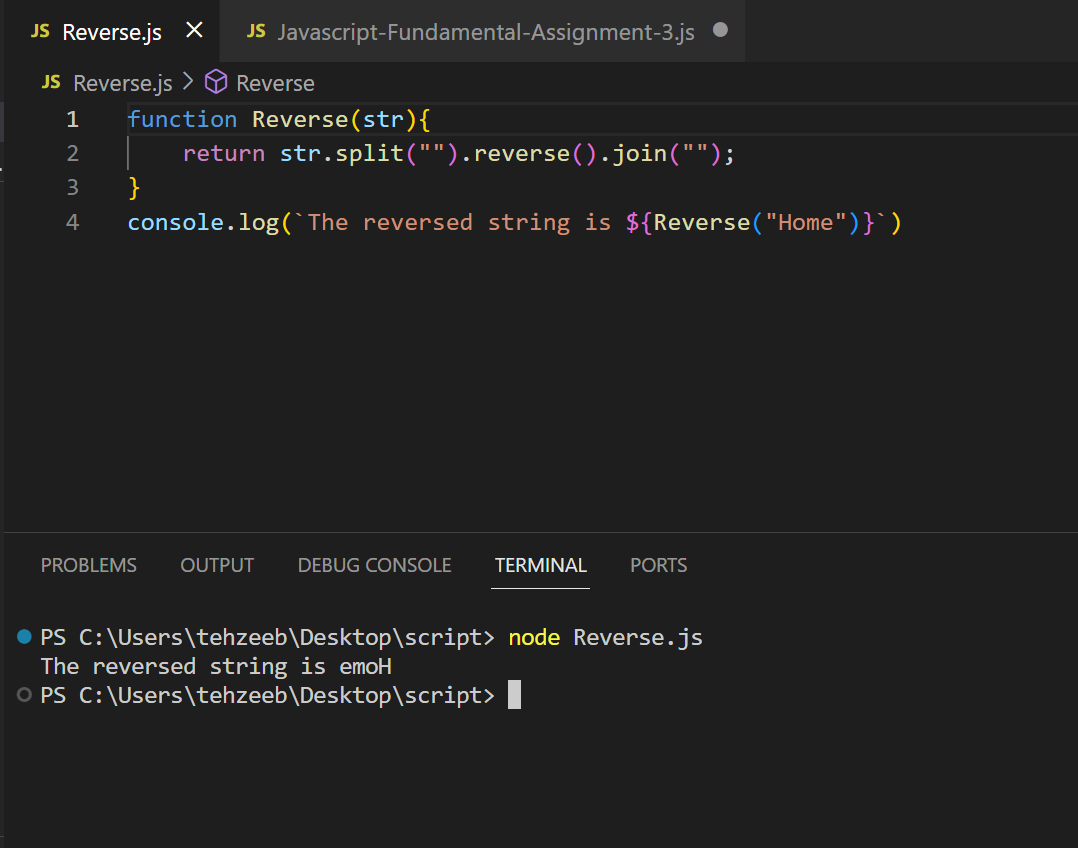 JS Reverse.js JS Javascript-Fundamental-Assignment-3.js
JS Reverse.js > Reverse
1 function Reverse(str){
2     return str.split("").reverse().join("");
3 }
4 console.log(`The reversed string is ${Reverse("Home")}`)
PROBLEMS OUTPUT DEBUG CONSOLE TERMINAL PORTS
PS C:\Users\tehzeeb\Desktop\script> node Reverse.js
The reversed string is emoH
PS C:\Users\tehzeeb\Desktop\script>